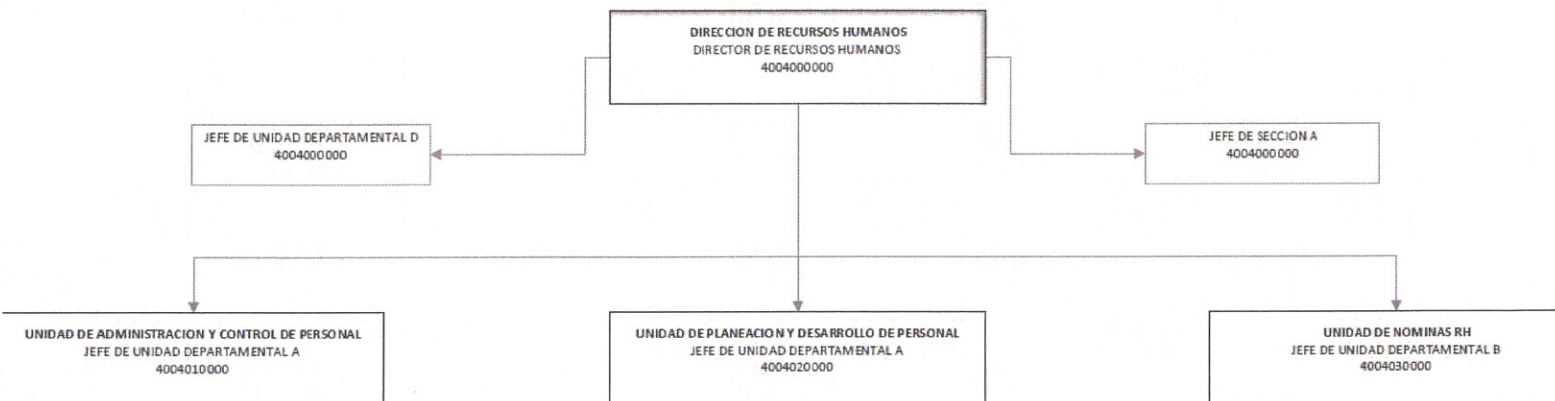 DIRECCION DE RECURSOS HUMANOS
DIRECTOR DE RECURSOS HUMANOS
4004000000
JEFE DE UNIDAD DEPARTAMENTAL D
4004000000
JEFE DE SECCION A
4004000000
UNIDAD DE ADMINISTRACION Y CONTROL DE PERSONAL
JEFE DE UNIDAD DEPARTAMENTAL A
4004010000
UNIDAD DE PLANEACION Y DESARROLLO DE PERSONAL
JEFE DE UNIDAD DEPARTAMENTAL A
4004020000
UNIDAD DE NOMINAS RH
JEFE DE UNIDAD DEPARTAMENTAL B
4004030000